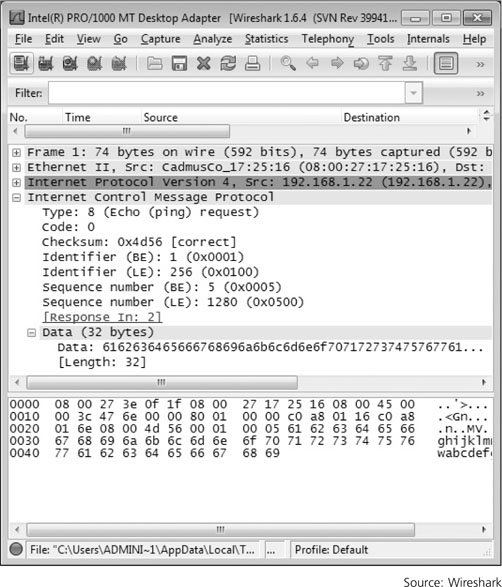 Intel(R) PRO/1000 MT Desktop Adapter [Wireshark 1.6.4 (SVN Rev 39941...
File Edit View Go Capture Analyze Statistics Telephony Tools Internals Help
Filter:
No. Time Source Destination
Frame 1: 74 bytes on wire (592 bits), 74 bytes captured (592 b
Ethernet II, Src: CadmusCo_17:25:16 (08:00:27:17:25:16), Dst:
Internet Protocol Version 4, Src: 192.168.1.22 (192.168.1.22),
Internet Control Message Protocol
Type: 8 (Echo (ping) request)
Code: 0
Checksum: 0x4d56 [correct]
Identifier (BE): 1 (0x0001)
Identifier (LE): 256 (0x0100)
Sequence number (BE): 5 (0x0005)
Sequence number (LE): 1280 (0x0500)
[Response In: 2]
Data (32 bytes)
Data: 6162636465666768696a6b6c6d6e6f707172737475767761...
[Length: 32]
0000 08 00 27 3e 0f 1f 08 00 27 17 25 16 08 00 45 00 ..'>....
0010 00 3c 47 6e 00 00 80 01 00 00 c0 a8 01 16 c0 a8 .<Gn....
0020 01 6e 08 00 4d 56 00 01 00 05 61 62 63 64 65 66 .n..MV..
0030 67 68 69 6a 6b 6c 6d 6e 6f 70 71 72 73 74 75 76 ghijklmn
0040 77 61 62 63 64 65 66 67 68 69 wabcdefg
File: "C:\Users\ADMINI~1\AppData\Local\T... ... Profile: Default
Source: Wireshark